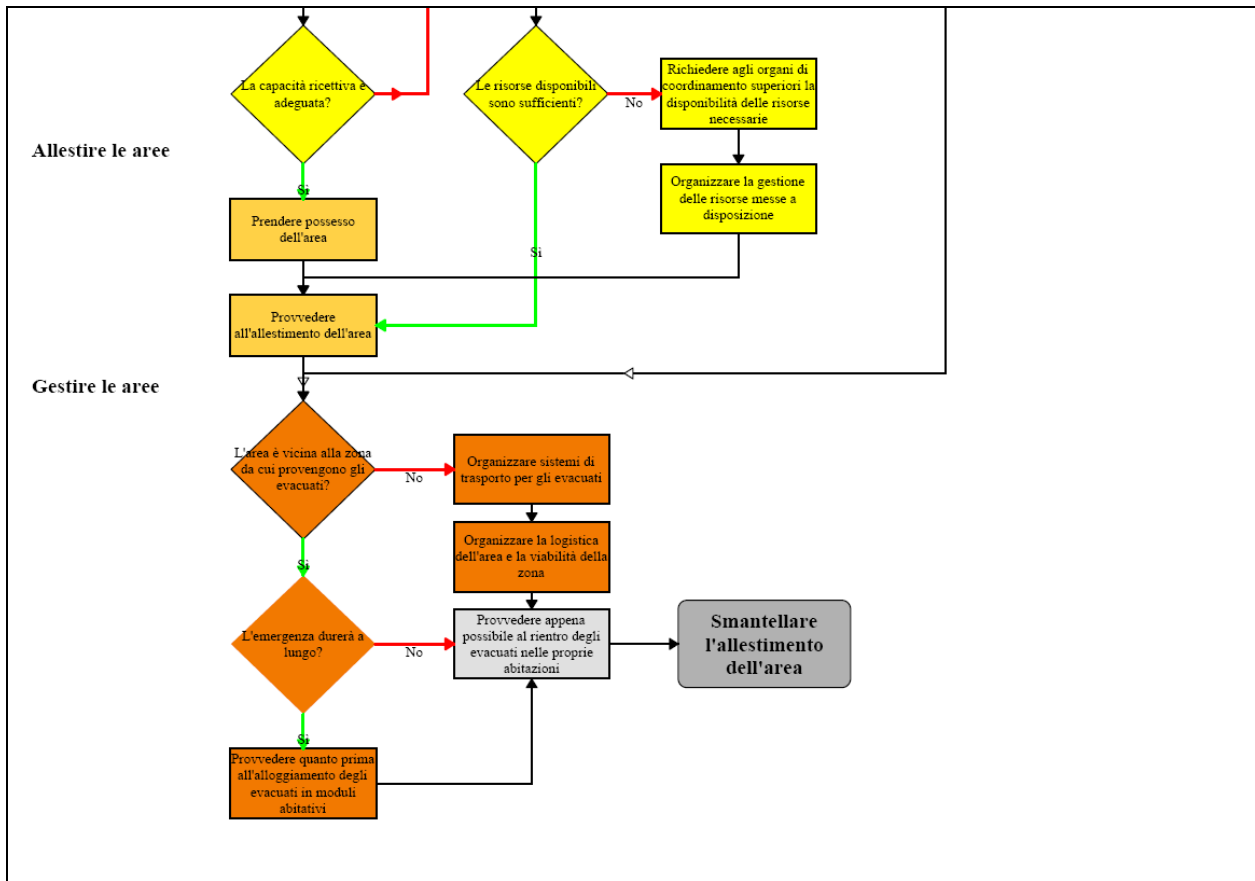 La capacità ricettiva è
adeguata?
Le risorse disponibili
sono sufficienti?
No
Richiedere agli organi di
coordinamento superiori la
disponibilità delle risorse
necessarie
Allestire le aree
Si
Organizzare la gestione
delle risorse messe a
disposizione
Prendere possesso
dell'area
Si
Provvedere
all'allestimento dell'area
Gestire le aree
L'area è vicina alla zona
da cui provengono gli
evacuati?
No
Organizzare sistemi di
trasporto per gli evacuati
Si
Organizzare la logistica
dell'area e la viabilità della
zona
L'emergenza durerà a
lungo?
No
Provvedere appena
possibile al rientro degli
evacuati nelle proprie
abitazioni
Smantellare
l'allestimento
dell'area
Si
Provvedere quanto prima
all'alloggiamento degli
evacuati in moduli
abitativi